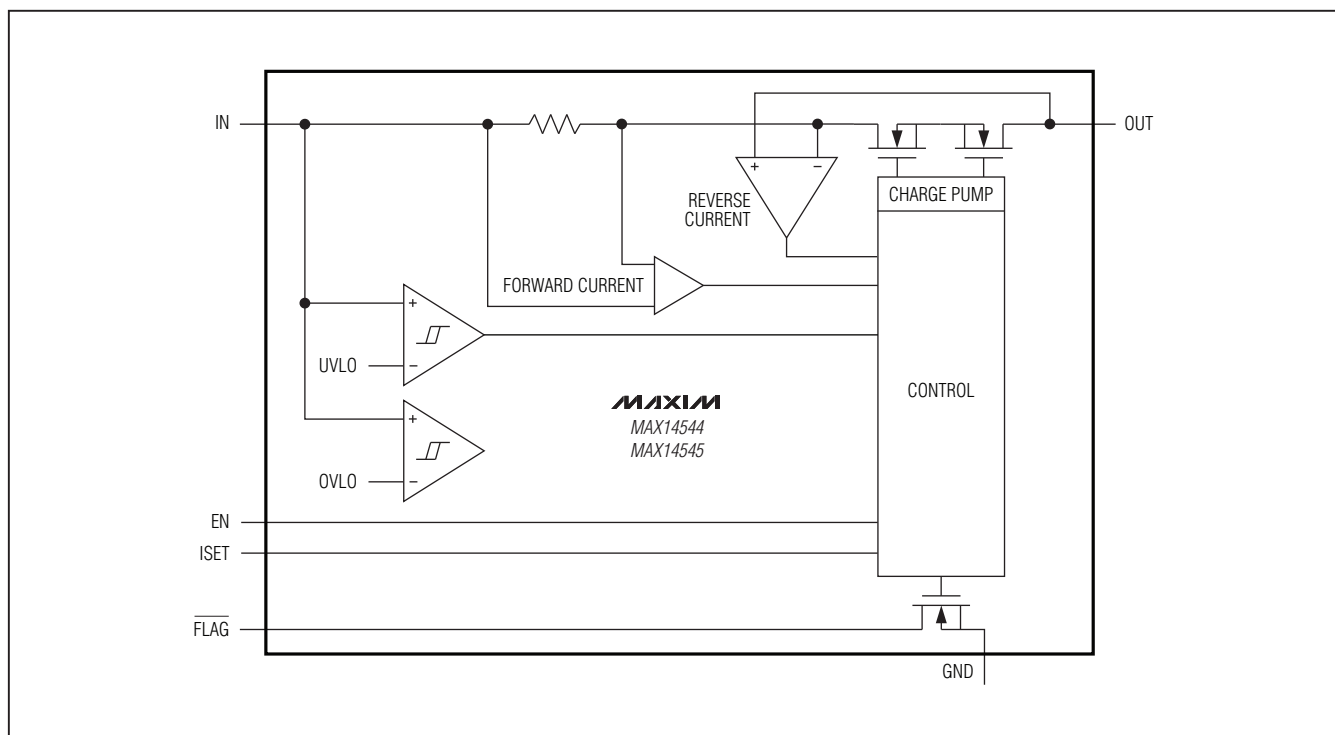 IN
OUT
+
−
REVERSE
CURRENT
CHARGE PUMP
FORWARD CURRENT
+
UVLO
−
CONTROL
MAXIM
MAX14544
MAX14545
+
OVLO
−
EN
ISET
FLAG
GND